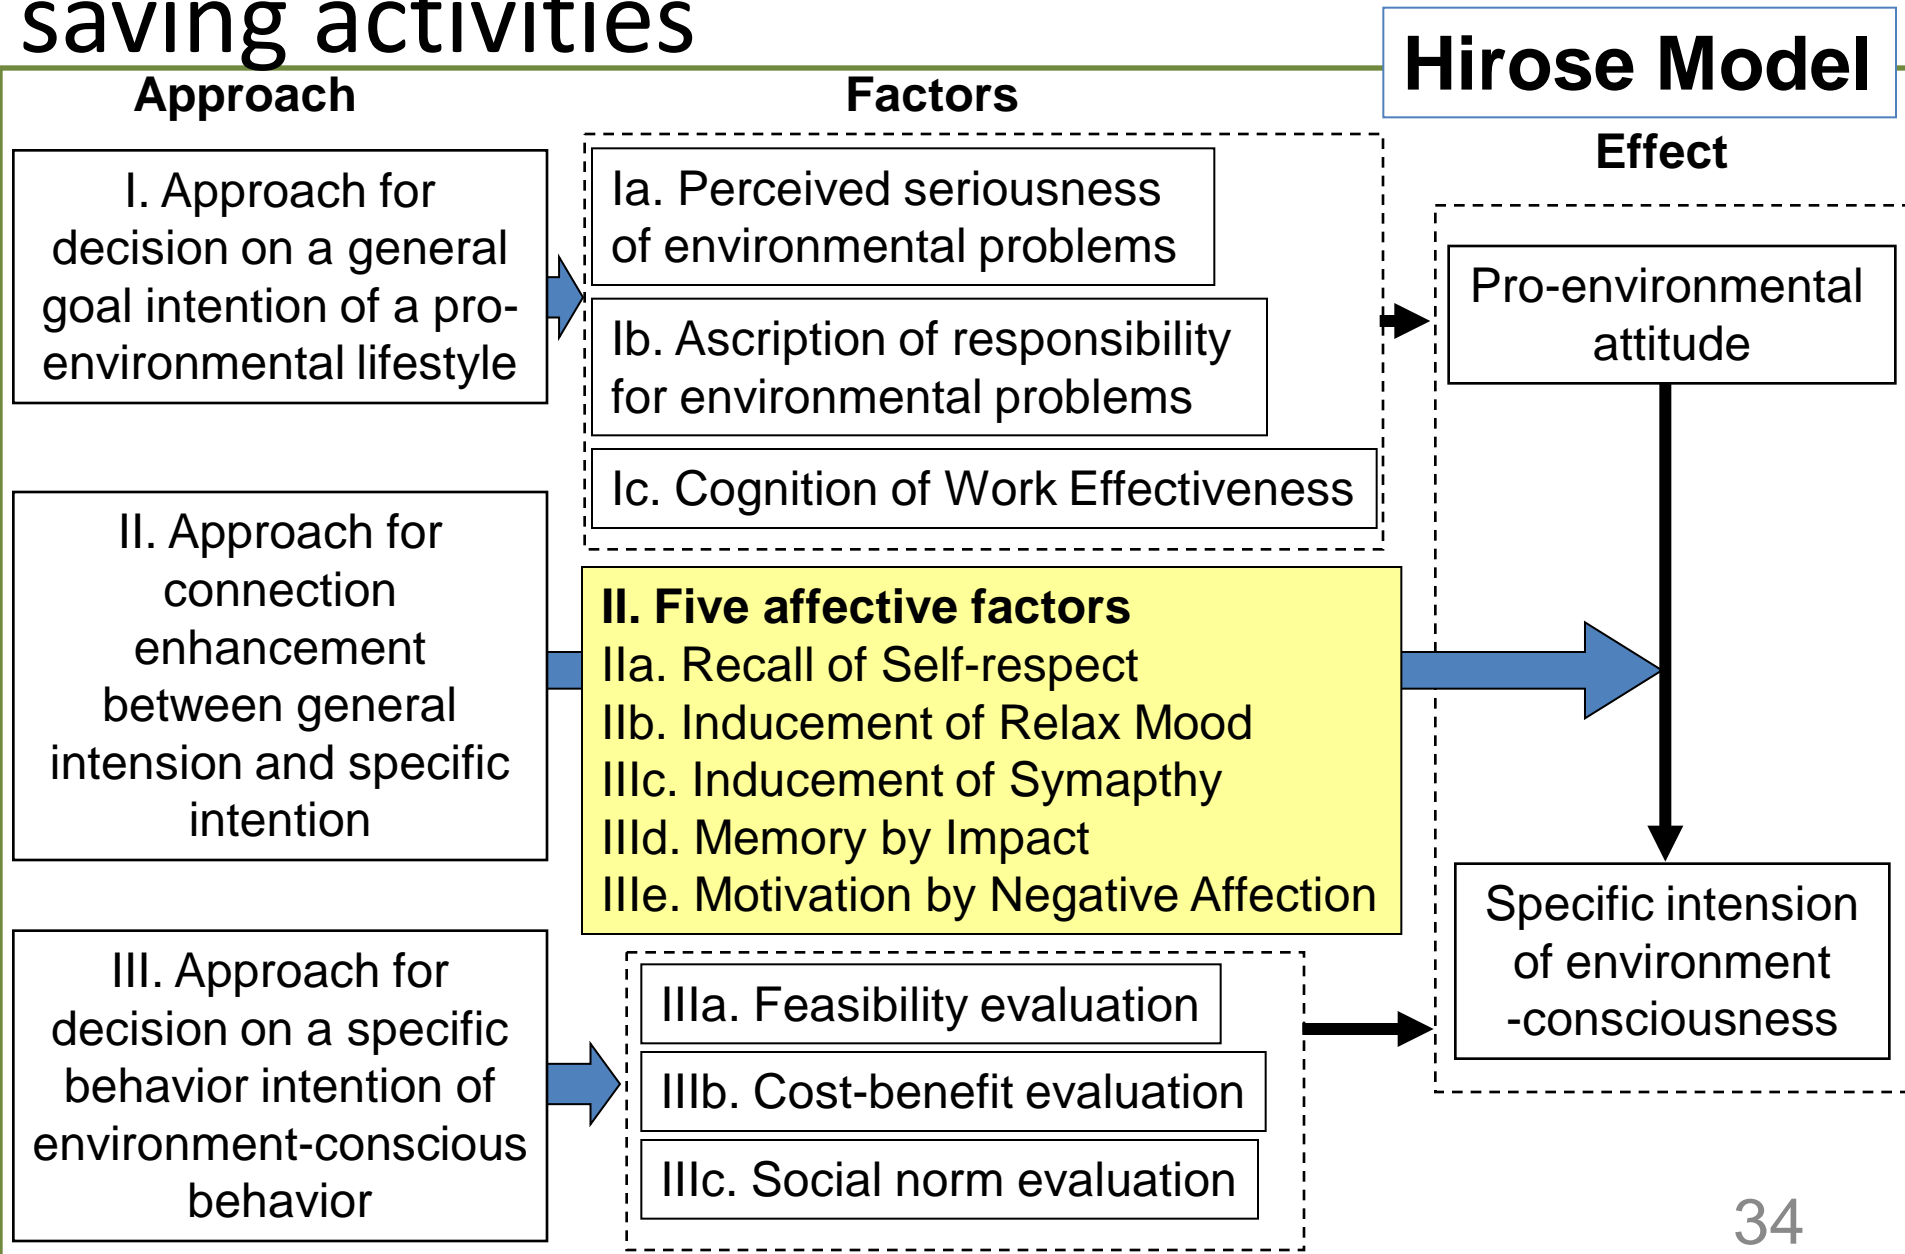 saving activities
Hirose Model
Approach
Factors
Effect
I. Approach for
decision on a general
goal intention of a pro-
environmental lifestyle
Ia. Perceived seriousness
of environmental problems
Ib. Ascription of responsibility
for environmental problems
Ic. Cognition of Work Effectiveness
Pro-environmental
attitude
II. Approach for
connection
enhancement
between general
intension and specific
intention
II. Five affective factors
IIa. Recall of Self-respect
IIb. Inducement of Relax Mood
IIIc. Inducement of Symapthy
IIId. Memory by Impact
IIIe. Motivation by Negative Affection
Specific intension
of environment
-consciousness
III. Approach for
decision on a specific
behavior intention of
environment-conscious
behavior
IIIa. Feasibility evaluation
IIIb. Cost-benefit evaluation
IIIc. Social norm evaluation
34